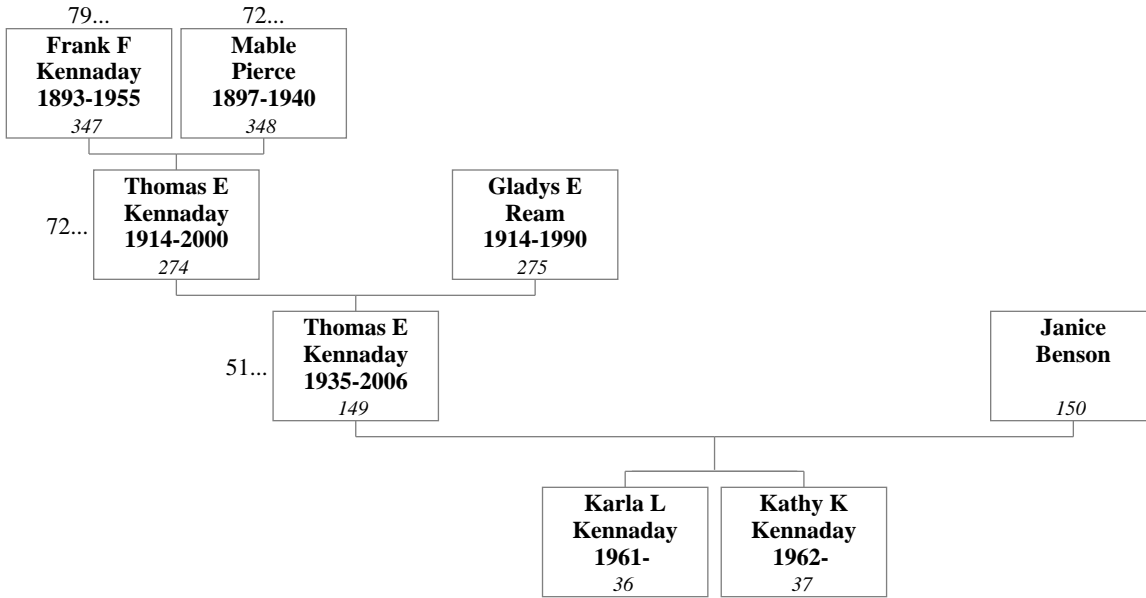 79...
72...
Frank F
Kennaday
1893-1955
347
Mable
Pierce
1897-1940
348
72...
Thomas E
Kennaday
1914-2000
274
Gladys E
Ream
1914-1990
275
51...
Thomas E
Kennaday
1935-2006
149
Janice
Benson
150
Karla L
Kennaday
1961-
36
Kathy K
Kennaday
1962-
37